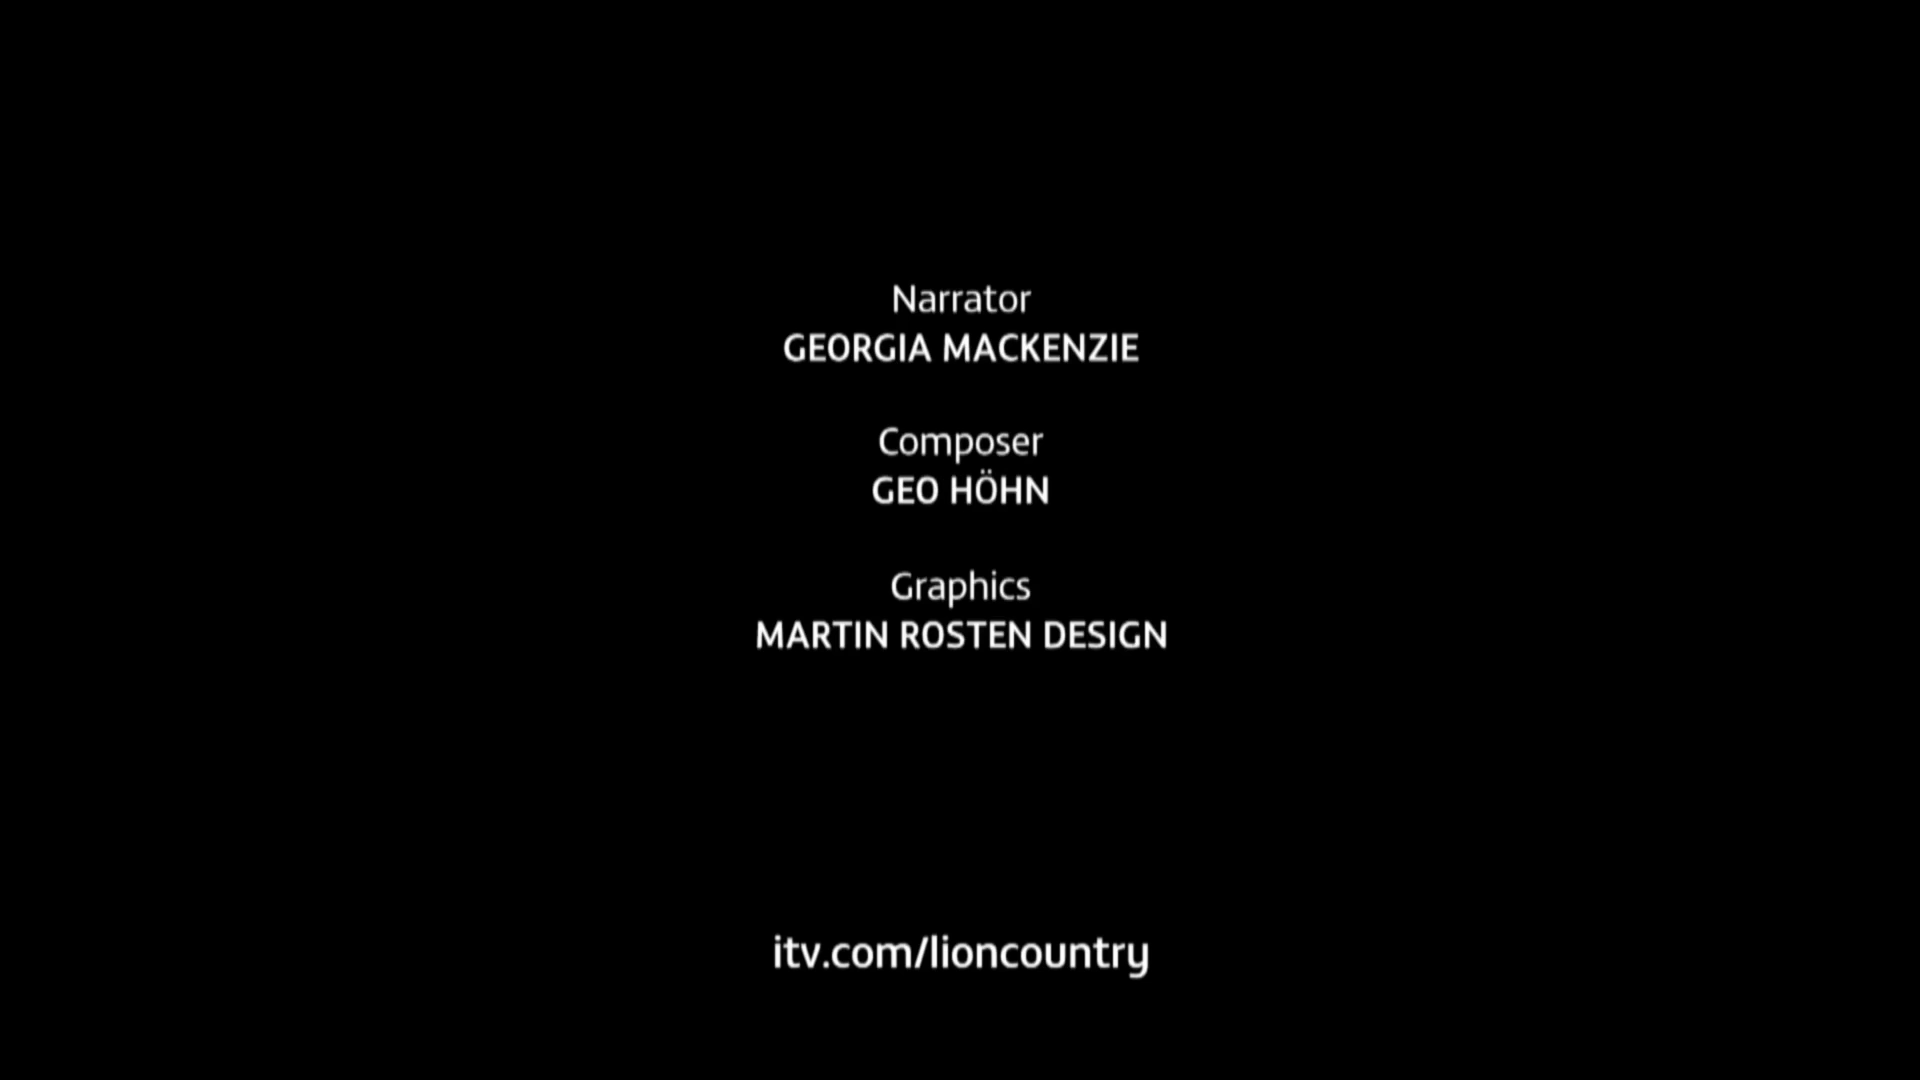 Narrator
GEORGIA MACKENZIE
Composer
GEO HÖHN
Graphics
MARTIN ROSTEN DESIGN
itv.com/lioncountry